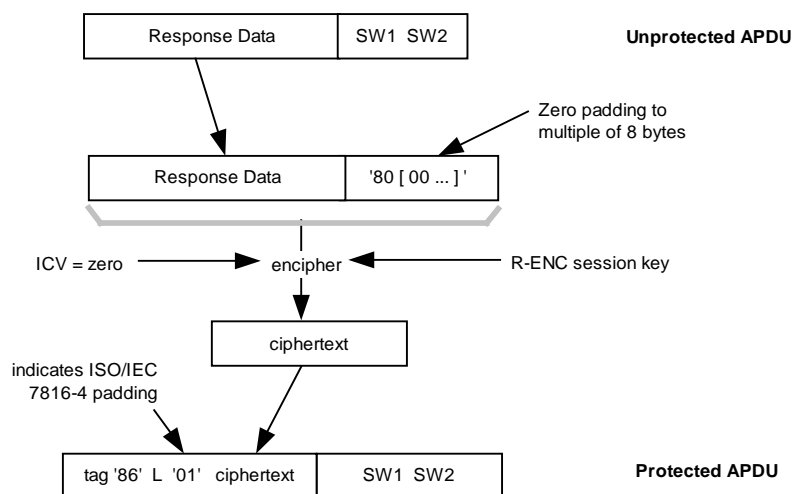 Response Data SW1 SW2 Unprotected APDU
Zero padding to
multiple of 8 bytes
Response Data '80 [ 00 ... ] '
ICV = zero encipher R-ENC session key
ciphertext
indicates ISO/IEC
7816-4 padding
tag '86' L '01' ciphertext SW1 SW2 Protected APDU